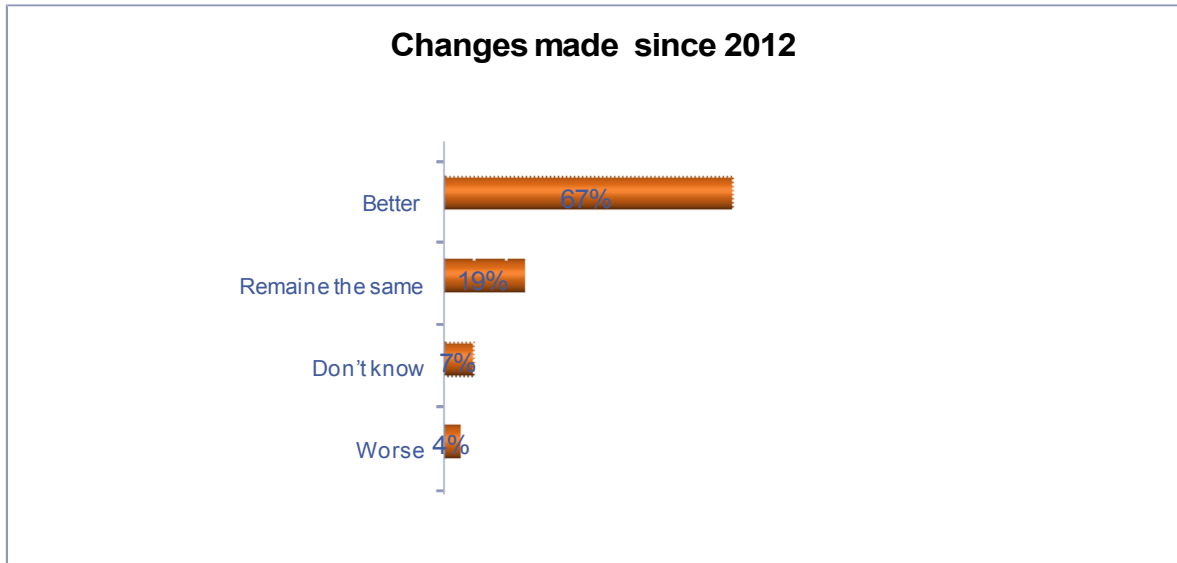 Changes made since 2012
Better
67%
Remaine the same
19%
Don’t know
7%
Worse
4%